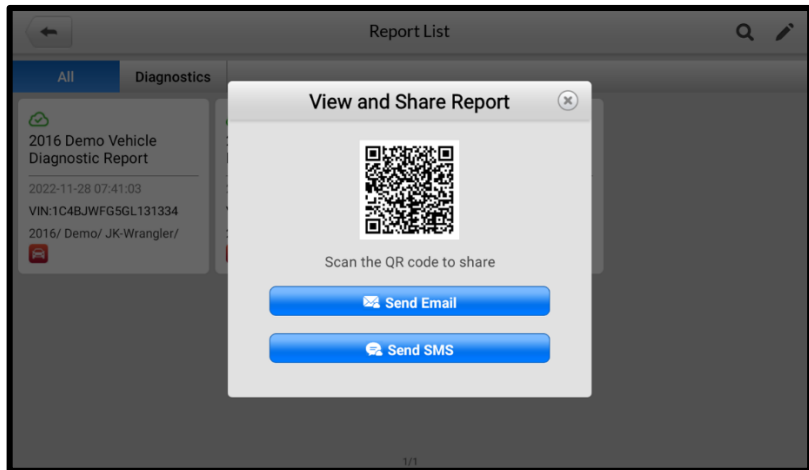 Report List
All
Diagnostics
2016 Demo Vehicle
Diagnostic Report
2022-11-28 07:41:03
VIN:1C4BJWFG5GL131334
2016/ Demo/ JK-Wrangler/
View and Share Report
Scan the QR code to share
Send Email
Send SMS
1/1